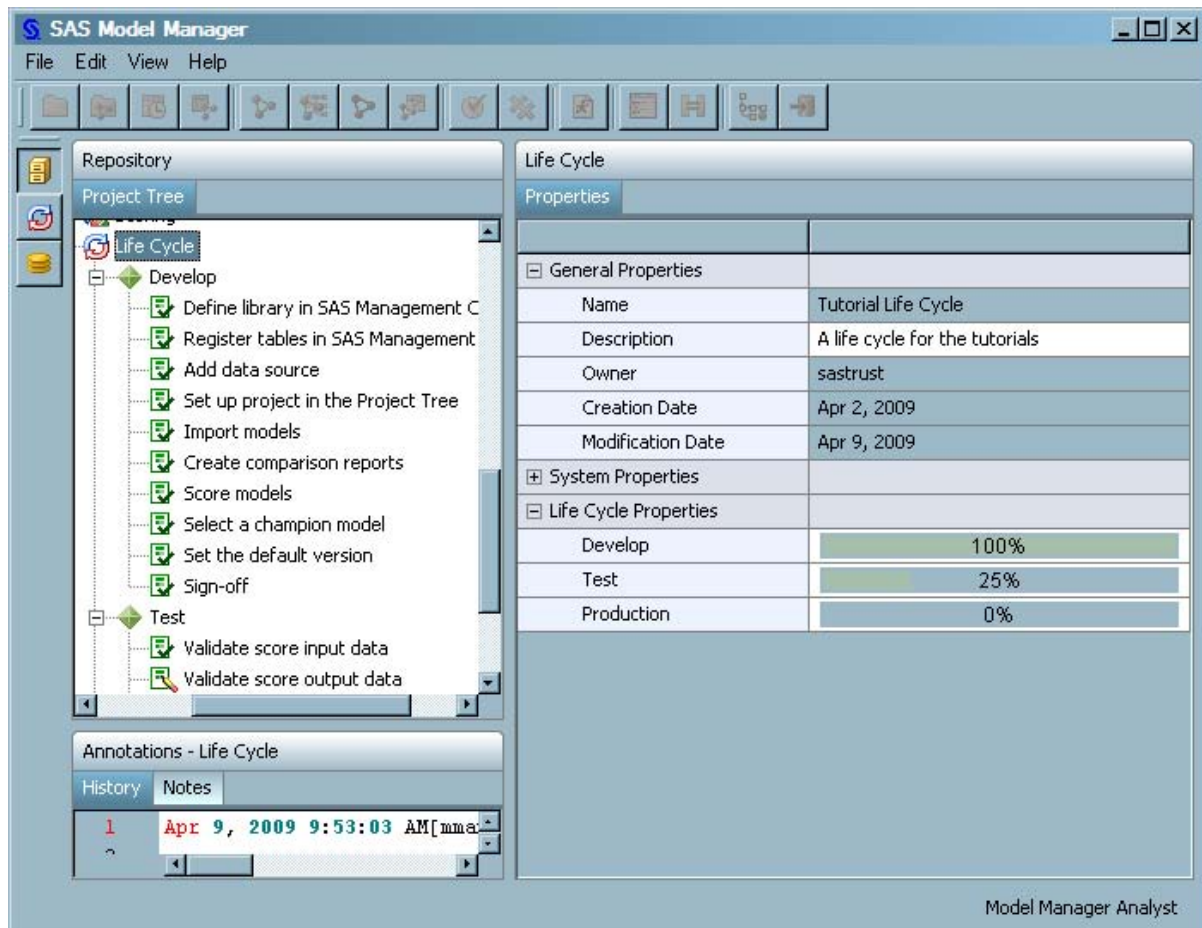 SAS Model Manager
File Edit View Help
Repository
Project Tree
Life Cycle
Develop
Define library in SAS Management C
Register tables in SAS Management
Add data source
Set up project in the Project Tree
Import models
Create comparison reports
Score models
Select a champion model
Set the default version
Sign-off
Test
Validate score input data
Validate score output data
Annotations - Life Cycle
History Notes
1 Apr 9, 2009 9:53:03 AM[mma
Life Cycle
Properties
General Properties
Name Tutorial Life Cycle
Description A life cycle for the tutorials
Owner sastrust
Creation Date Apr 2, 2009
Modification Date Apr 9, 2009
System Properties
Life Cycle Properties
Develop 100%
Test 25%
Production 0%
Model Manager Analyst